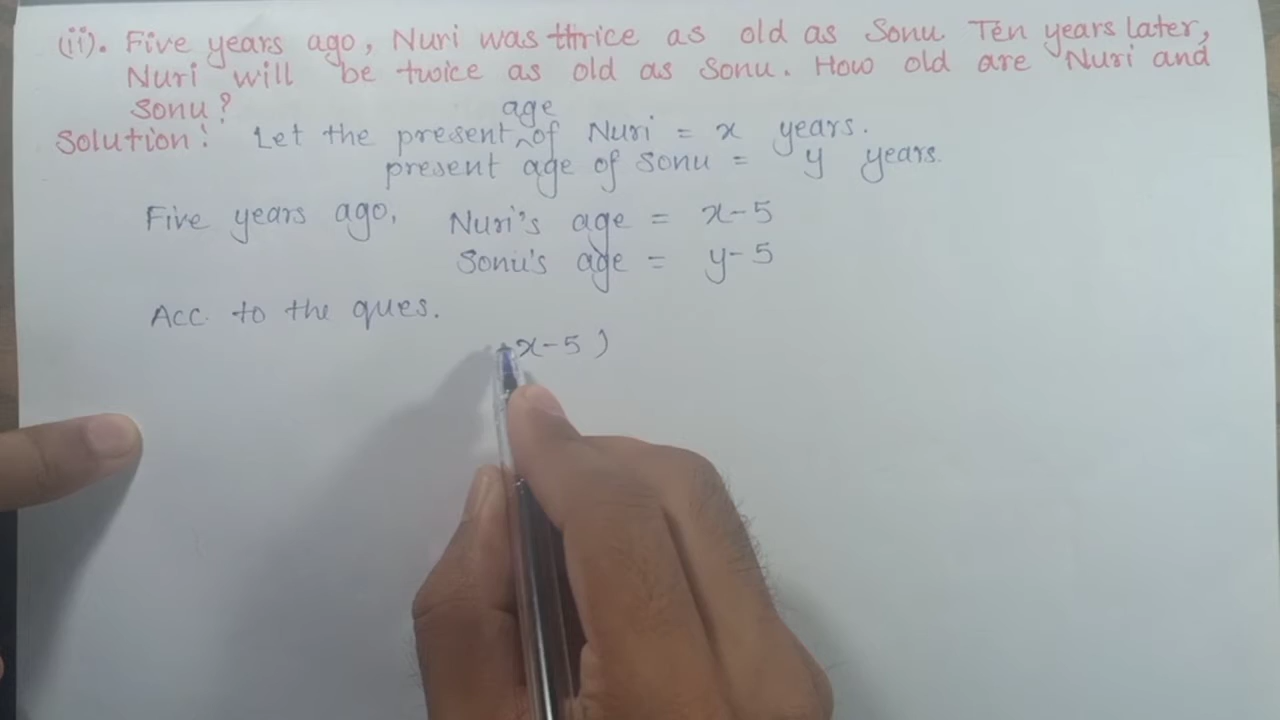 (ii). Five years ago, Nuri was thrice as old as Sonu. Ten years later,
Nuri will be twice as old as Sonu. How old are Nuri and
Sonu?
Solution: Let the present age of Nuri = x years.
present age of Sonu = y years.
Five years ago, Nuri's age = x-5
Sonu's age = y-5
Acc. to the ques.
x-5)